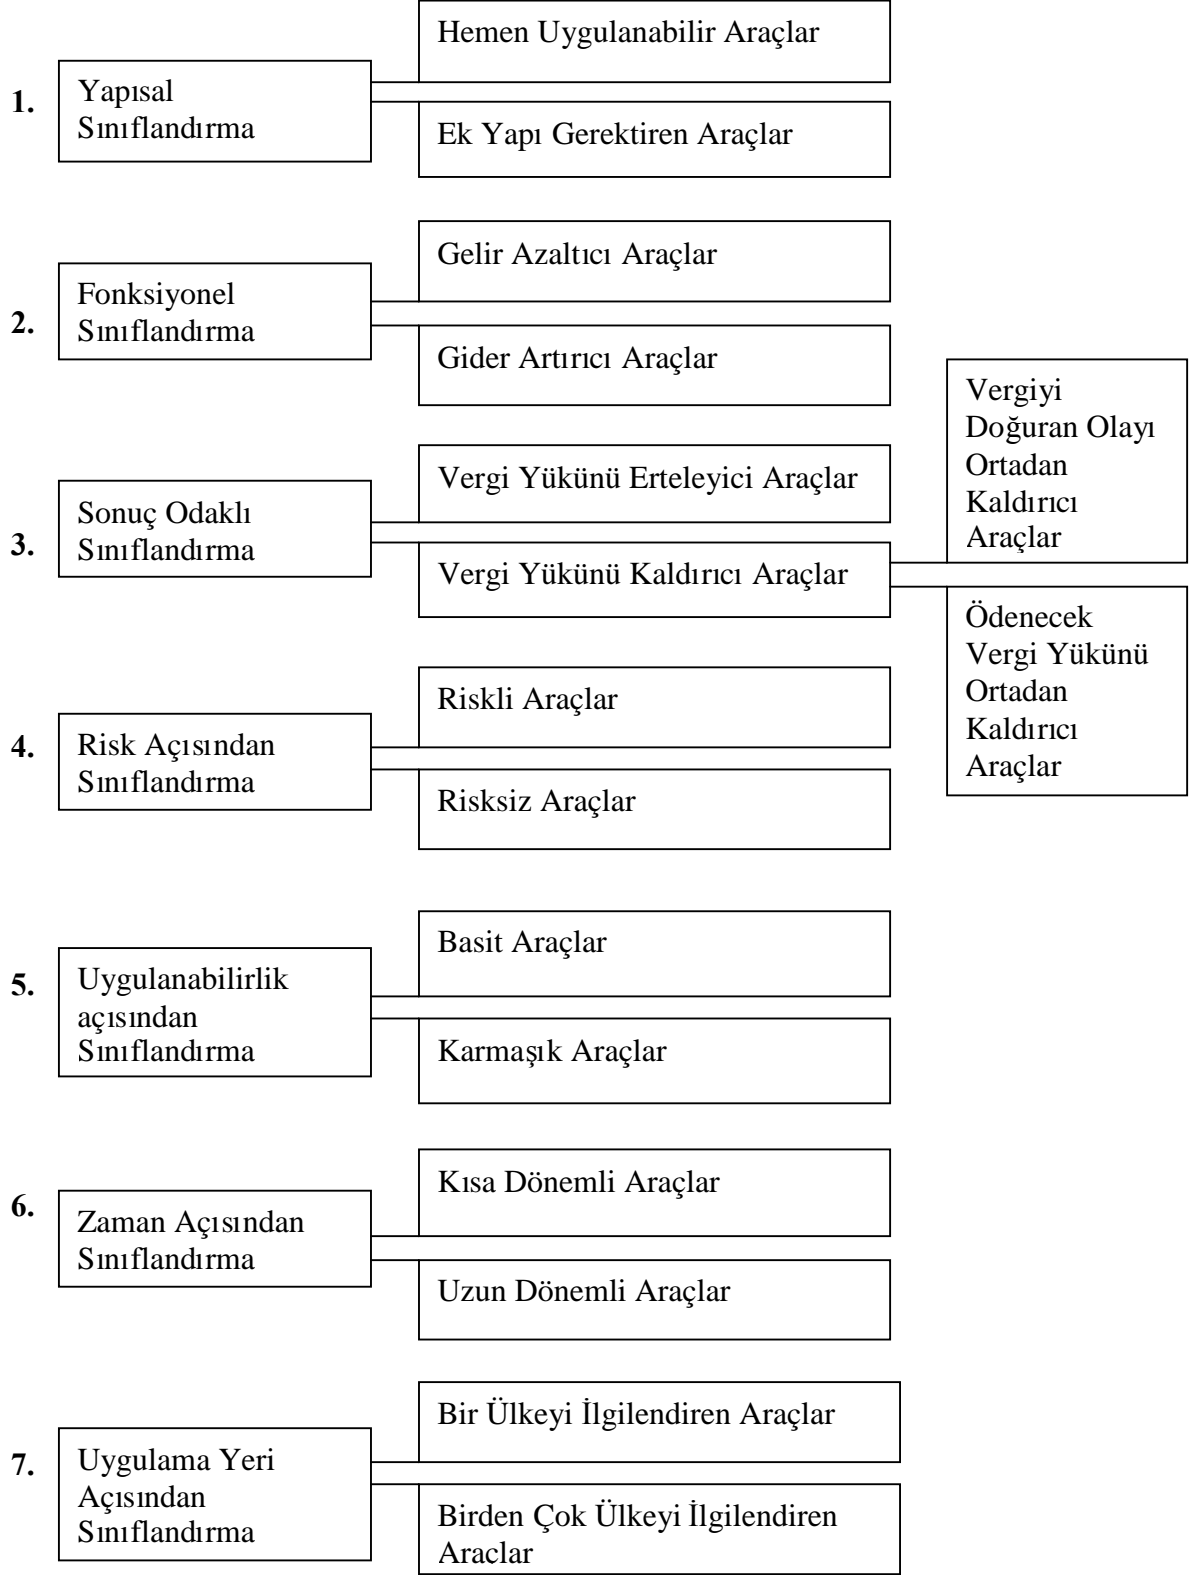 1.
Yapısal
Sınıflandırma
Hemen Uygulanabilir Araçlar
Ek Yapı Gerektiren Araçlar
2.
Fonksiyonel
Sınıflandırma
Gelir Azaltıcı Araçlar
Gider Artırıcı Araçlar
3.
Sonuç Odaklı
Sınıflandırma
Vergi Yükünü Erteleyici Araçlar
Vergi Yükünü Kaldırıcı Araçlar
Vergiyi
Doğuran Olayı
Ortadan
Kaldırıcı
Araçlar
Ödenecek
Vergi Yükünü
Ortadan
Kaldırıcı
Araçlar
4.
Risk Açısından
Sınıflandırma
Riskli Araçlar
Risksiz Araçlar
5.
Uygulanabilirlik
açısından
Sınıflandırma
Basit Araçlar
Karmaşık Araçlar
6.
Zaman Açısından
Sınıflandırma
Kısa Dönemli Araçlar
Uzun Dönemli Araçlar
7.
Uygulama Yeri
Açısından
Sınıflandırma
Bir Ülkeyi İlgilendiren Araçlar
Birden Çok Ülkeyi İlgilendiren
Araclar